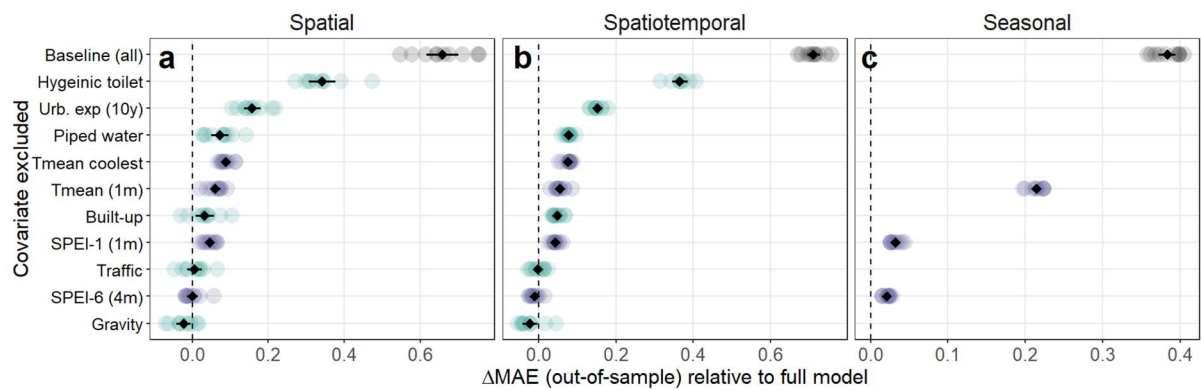 Spatial
Spatiotemporal
Seasonal
a
b
c
Covariate excluded
Baseline (all)
Hygeinic toilet
Urb. exp (10y)
Piped water
Tmean coolest
Tmean (1m)
Built-up
SPEI-1 (1m)
Traffic
SPEI-6 (4m)
Gravity
0.0 0.2 0.4 0.6
0.0 0.2 0.4 0.6
0.0 0.1 0.2 0.3 0.4
ΔMAE (out-of-sample) relative to full model